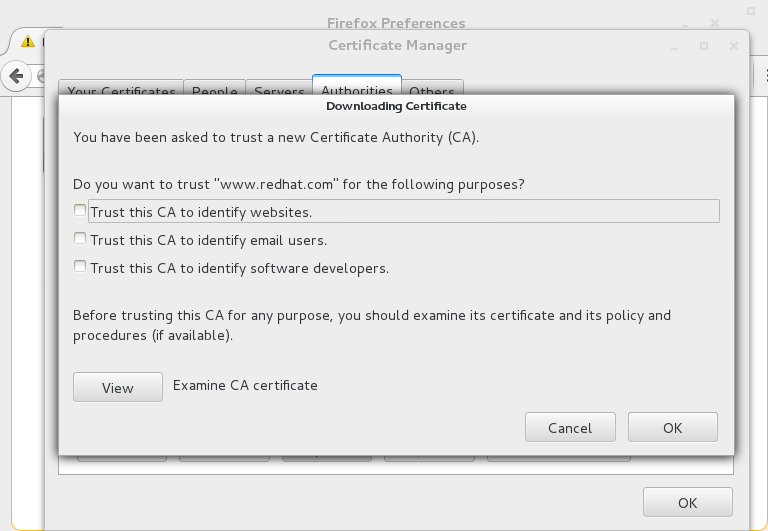 Firefox Preferences
Certificate Manager
Your Certificates People Servers Authorities Others
Downloading Certificate
You have been asked to trust a new Certificate Authority (CA).
Do you want to trust "www.redhat.com" for the following purposes?
Trust this CA to identify websites.
Trust this CA to identify email users.
Trust this CA to identify software developers.
Before trusting this CA for any purpose, you should examine its certificate and its policy and
procedures (if available).
View Examine CA certificate
Cancel OK
OK